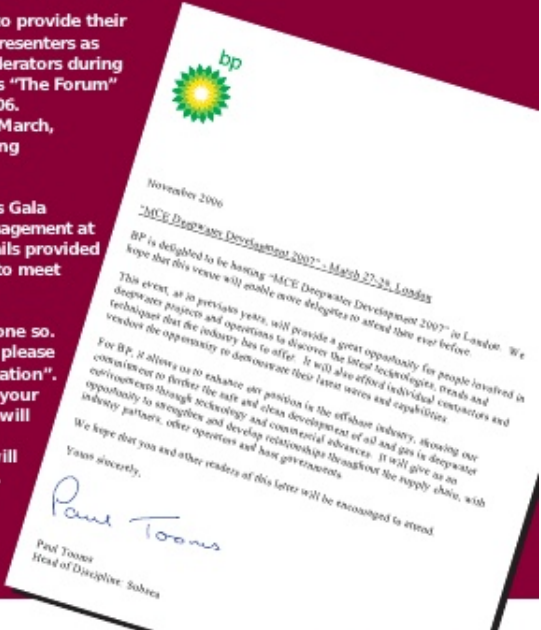 to provide their
resenters as
derators during
s “The Forum”
06.
March,
ng
s Gala
agement at
ails provided
to meet
one so.
please
ation”.
your
will
will
bp
November 2006
"MCE Deepwater Development 2007" - March 27-28, London
BP is delighted to be hosting "MCE Deepwater Development 2007" in London. We
hope that this venue will enable more delegates to attend then ever before.
This event, as in previous years, will provide a great opportunity for people involved in
deepwater projects and operations to discover the latest technologies, trends and
techniques that the industry has to offer. It will also afford individual contractors and
vendors the opportunity to demonstrate their latest wares and capabilities
For BP, it allows us to enhance our position in the offshore industry, showing our
commitment to further the safe and clean development of oil and gas in deepwater
environments through technology and commercial advances. It will give us an
opportunity to strengthen and develop relationships throughout the supply chain, with
industry partners, other operators and host governments
We hope that you and other readers of this letter will be encouraged to attend.
Yours sincerely,
Paul Tooms
Paul Tooms
Head of Discipline: Subsea